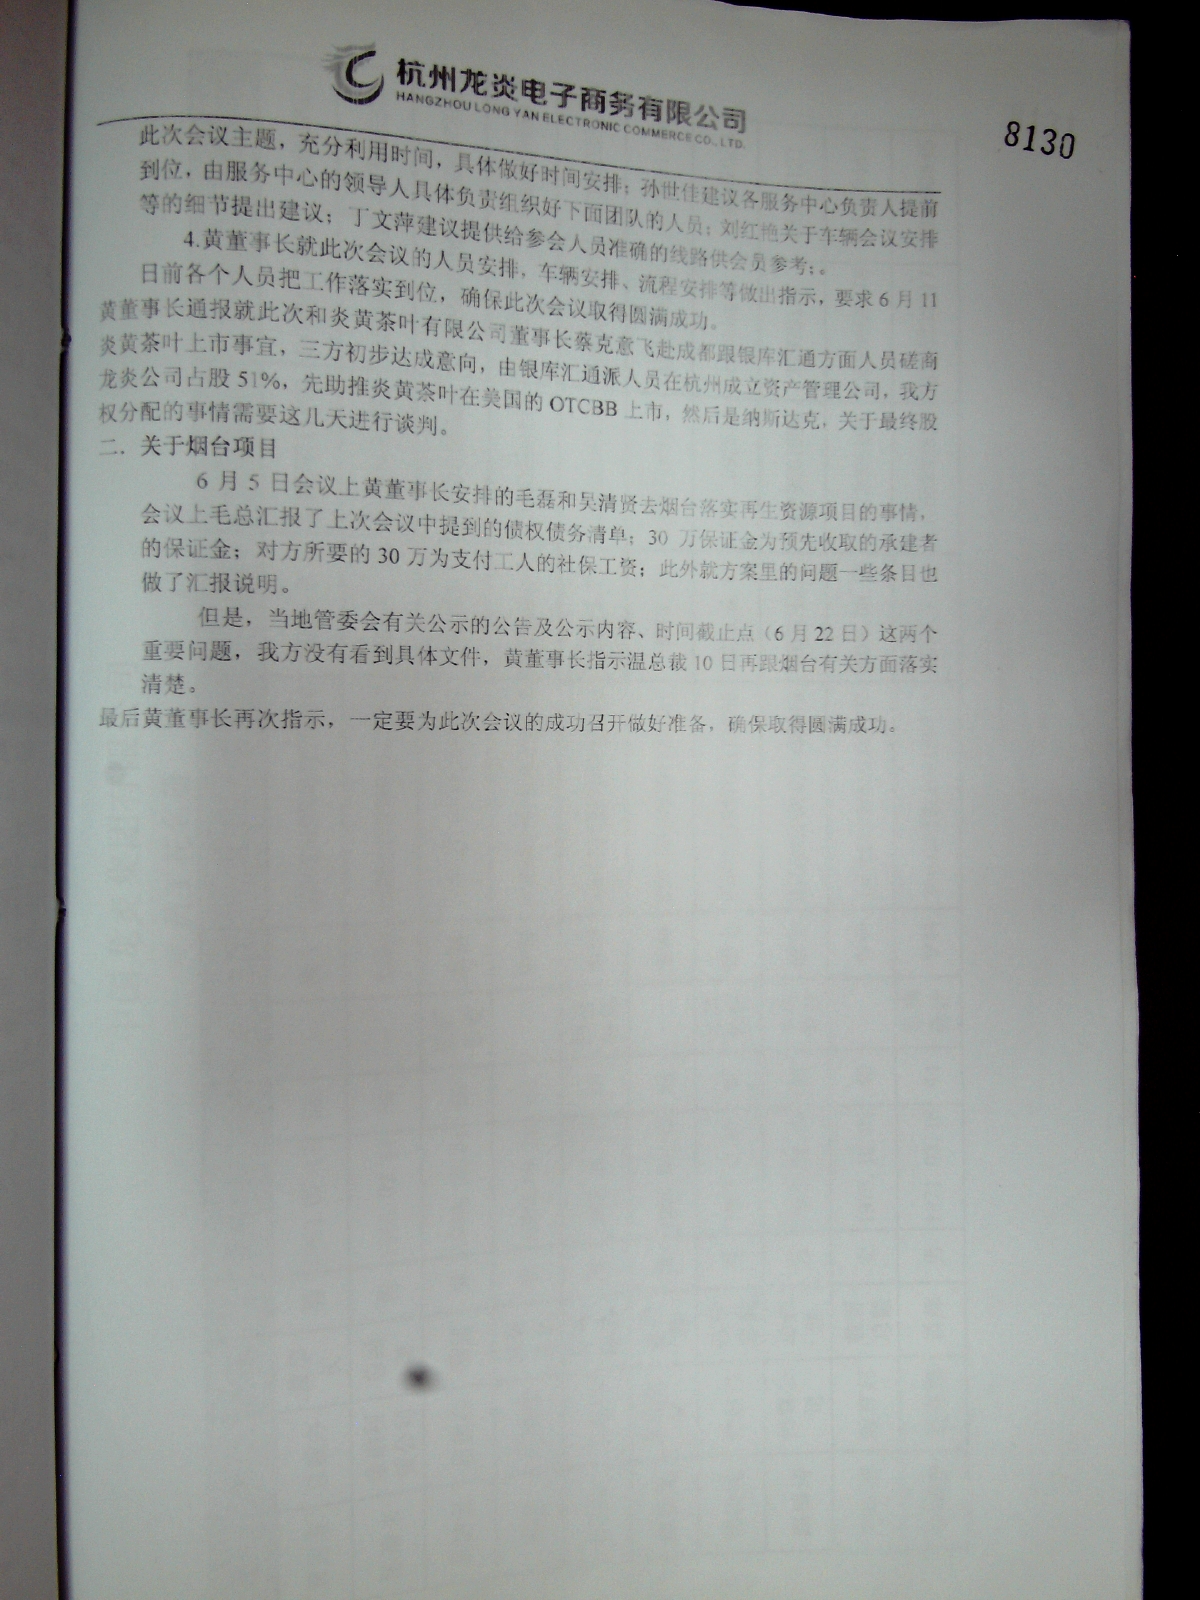 杭州龙炎电子商务有限公司
HANGZHOU LONG YAN ELECTRONIC COMMERCE CO., LTD.
8130
此次会议主题，充分利用时间，具体做好时间安排；孙世佳建议各服务中心负责人提前
到位，由服务中心的领导人具体负责组织好下面团队的人员；刘红艳关于车辆会议安排
等的细节提出建议；丁文萍建议提供给参会人员准确的线路供会员参考；。
4.黄董事长就此次会议的人员安排，车辆安排、流程安排等做出指示，要求 6 月 11
日前各个人员把工作落实到位，确保此次会议取得圆满成功。
黄董事长通报就此次和炎黄茶叶有限公司董事长蔡克意飞赴成都跟银库汇通方面人员磋商
炎黄茶叶上市事宜，三方初步达成意向，由银库汇通派人员在杭州成立资产管理公司，我方
龙炎公司占股 51%，先助推炎黄茶叶在美国的 OTCBB 上市，然后是纳斯达克，关于最终股
权分配的事情需要这几天进行谈判。
二．关于烟台项目
6 月 5 日会议上黄董事长安排的毛磊和吴清贤去烟台落实再生资源项目的事情，
会议上毛总汇报了上次会议中提到的债权债务清单；30 万保证金为预先收取的承建者
的保证金；对方所要的 30 万为支付工人的社保工资；此外就方案里的问题一些条目也
做了汇报说明。
但是，当地管委会有关公示的公告及公示内容、时间截止点（6 月 22 日）这两个
重要问题，我方没有看到具体文件，黄董事长指示温总裁 10 日再跟烟台有关方面落实
清楚。
最后黄董事长再次指示，一定要为此次会议的成功召开做好准备，确保取得圆满成功。